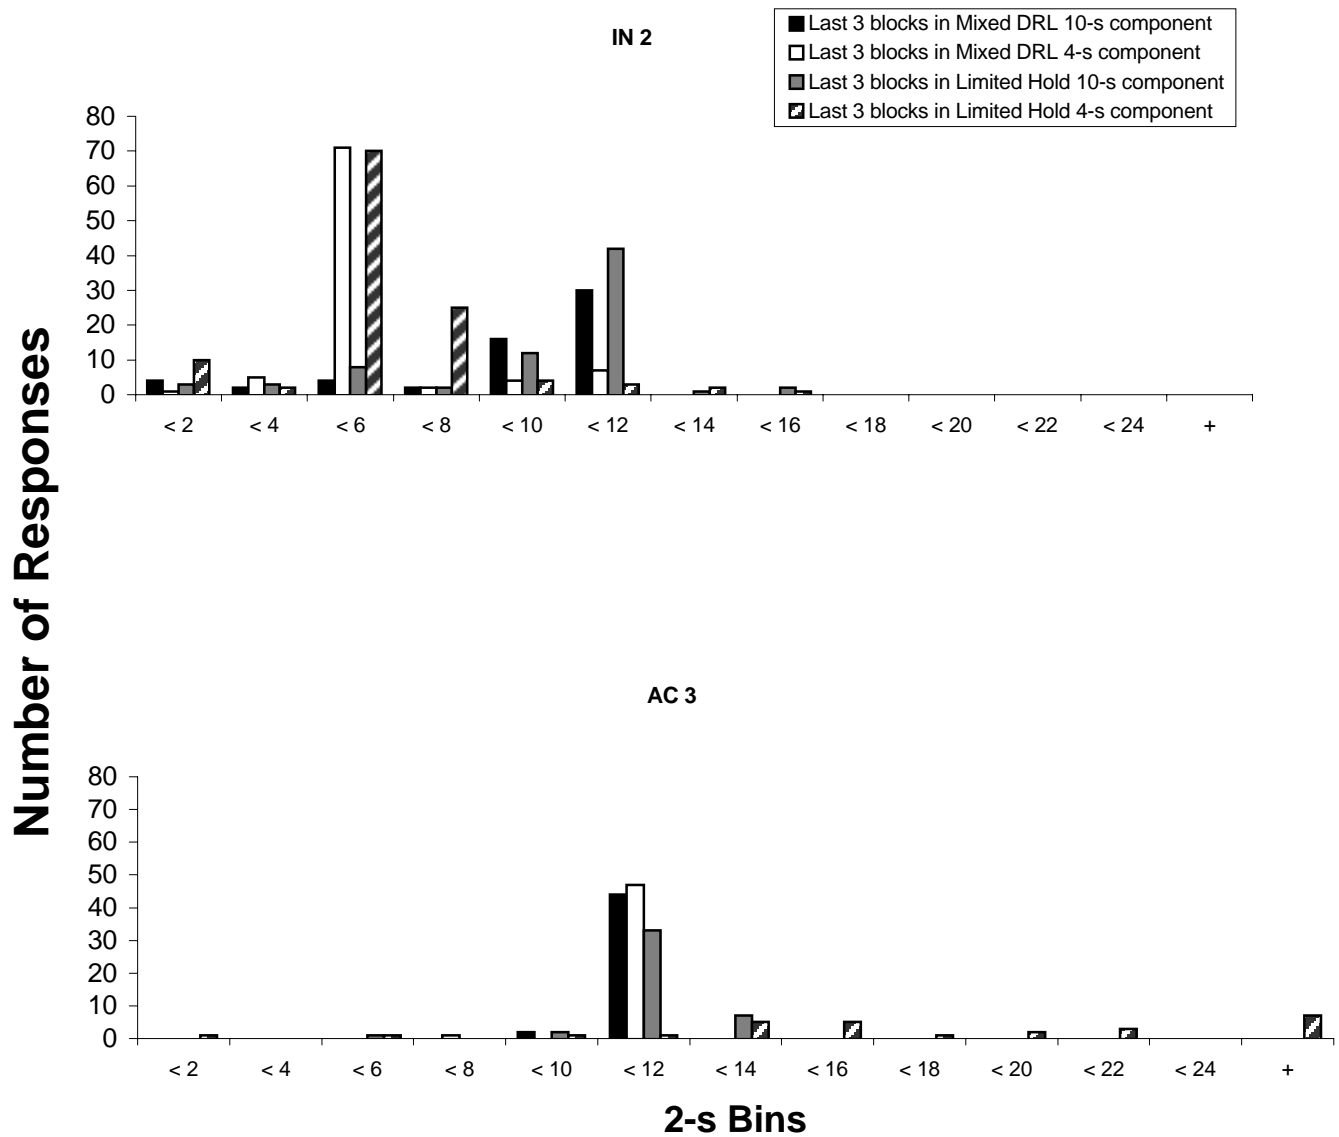 IN 2
Last 3 blocks in Mixed DRL 10-s component
Last 3 blocks in Mixed DRL 4-s component
Last 3 blocks in Limited Hold 10-s component
Last 3 blocks in Limited Hold 4-s component
80
70
60
50
40
30
20
10
0
< 2 < 4 < 6 < 8 < 10 < 12 < 14 < 16 < 18 < 20 < 22 < 24 +
Number of Responses
AC 3
80
70
60
50
40
30
20
10
0
< 2 < 4 < 6 < 8 < 10 < 12 < 14 < 16 < 18 < 20 < 22 < 24 +
2-s Bins